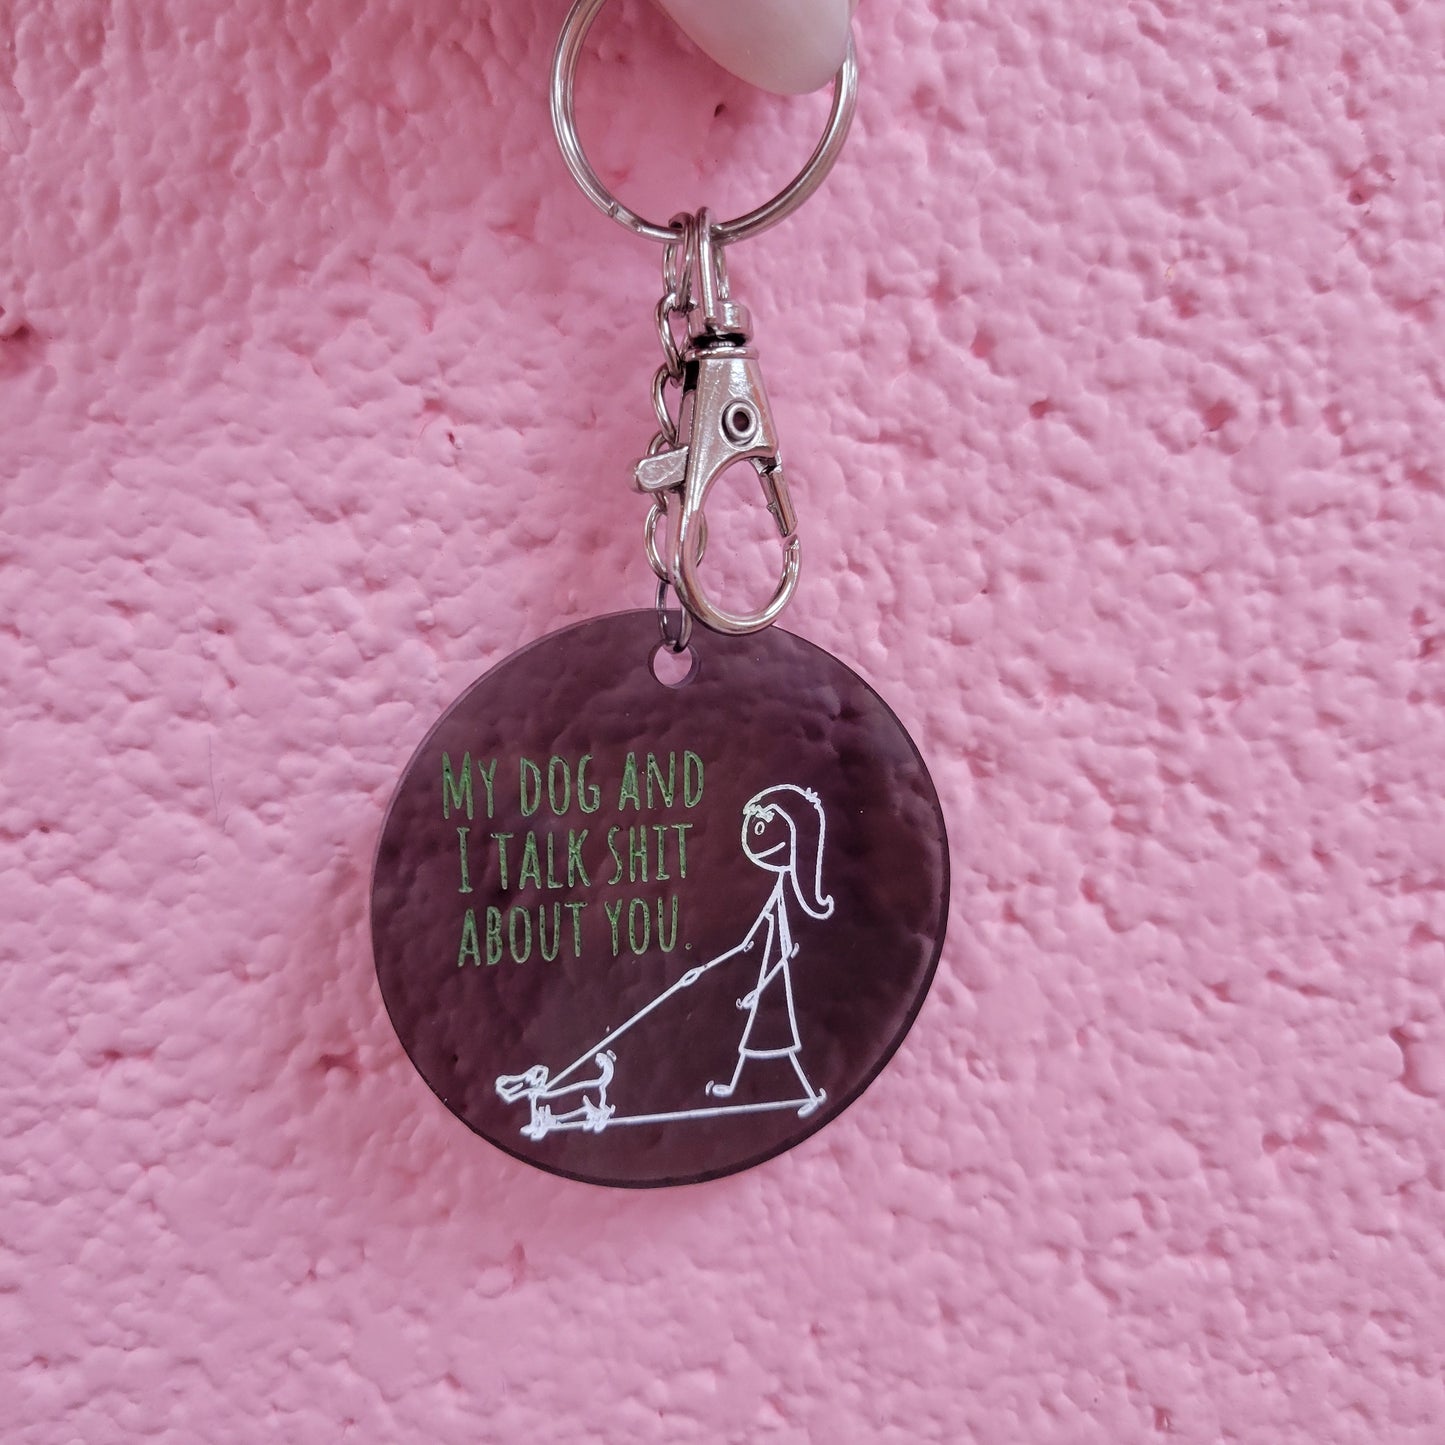 My dog and
I talk shit
about you.